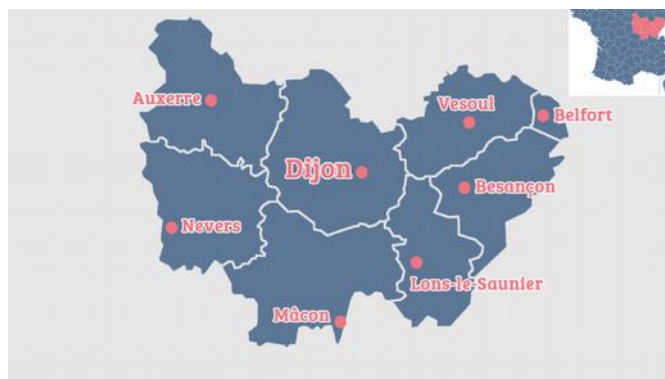 Auxerre
Vesoul
Belfort
Dijon
Besançon
Nevers
Lons-le-Saunier
Mâcon